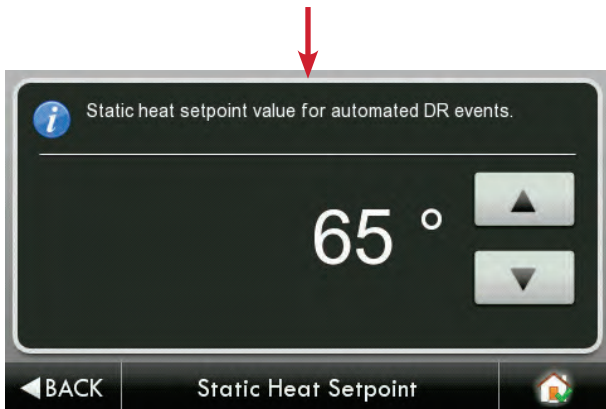 Static heat setpoint value for automated DR events.
65 °
BACK
Static Heat Setpoint